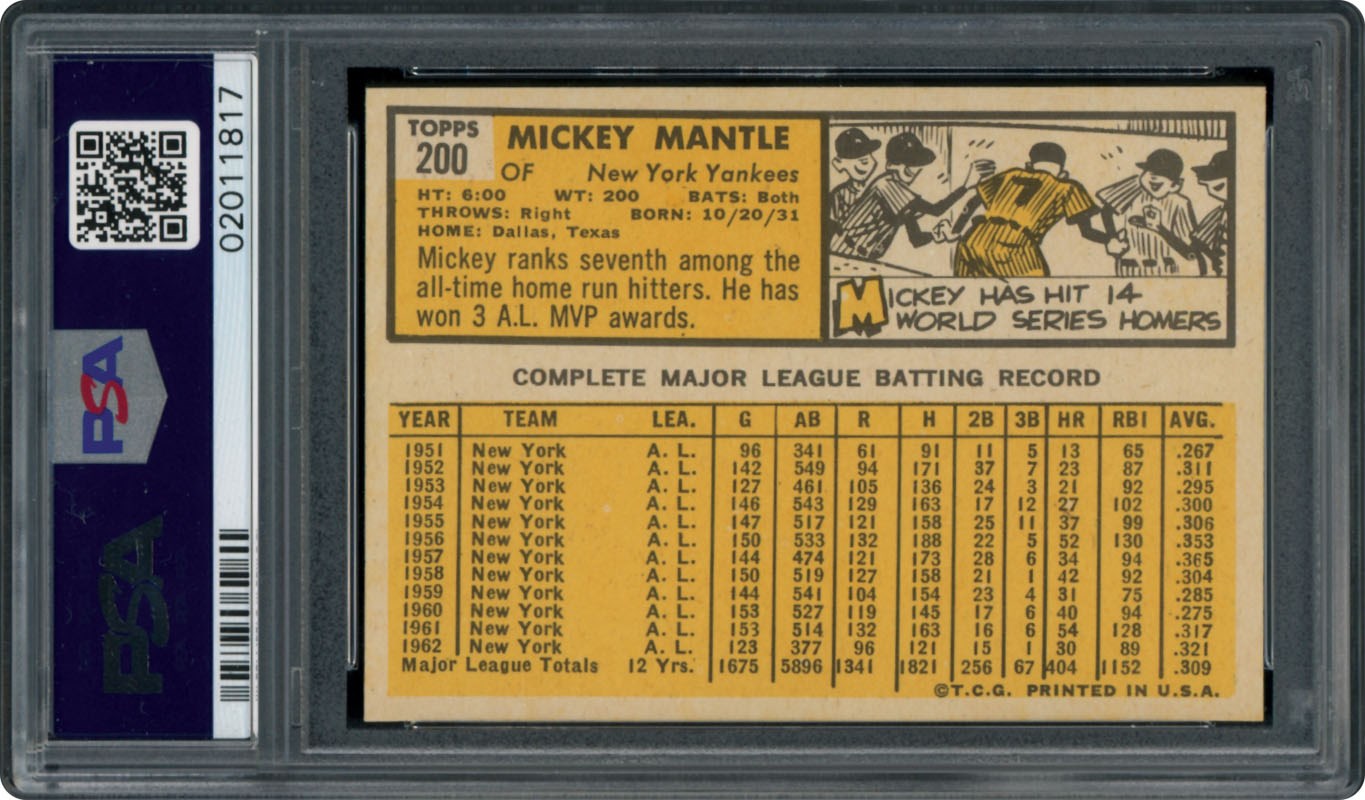 02011817
PSA
PSA
TOPPS
200
MICKEY MANTLE
OF New York Yankees
HT: 6:00 WT: 200 BATS: Both
THROWS: Right BORN: 10/20/31
HOME: Dallas, Texas
Mickey ranks seventh among the
all-time home run hitters. He has
won 3 A.L. MVP awards.
7
MICKEY HAS HIT 14
WORLD SERIES HOMERS
COMPLETE MAJOR LEAGUE BATTING RECORD
YEAR TEAM LEA. G AB R H 2B 3B HR RBI AVG.
1951 New York A. L. 96 341 61 91 11 5 13 65 .267
1952 New York A. L. 142 549 94 171 37 7 23 87 .311
1953 New York A. L. 127 461 105 136 24 3 21 92 .295
1954 New York A. L. 146 543 129 163 17 12 27 102 .300
1955 New York A. L. 147 517 121 158 25 11 37 99 .306
1956 New York A. L. 150 533 132 188 22 5 52 130 .353
1957 New York A. L. 144 474 121 173 28 6 34 94 .365
1958 New York A. L. 150 519 127 158 21 1 42 92 .304
1959 New York A. L. 144 541 104 154 23 4 31 75 .285
1960 New York A. L. 153 527 119 145 17 6 40 94 .275
1961 New York A. L. 153 514 132 163 16 6 54 128 .317
1962 New York A. L. 123 377 96 121 15 1 30 89 .321
Major League Totals 12 Yrs. 1675 5896 1341 1821 256 67 404 1152 .309
©T.C.G. PRINTED IN U.S.A.